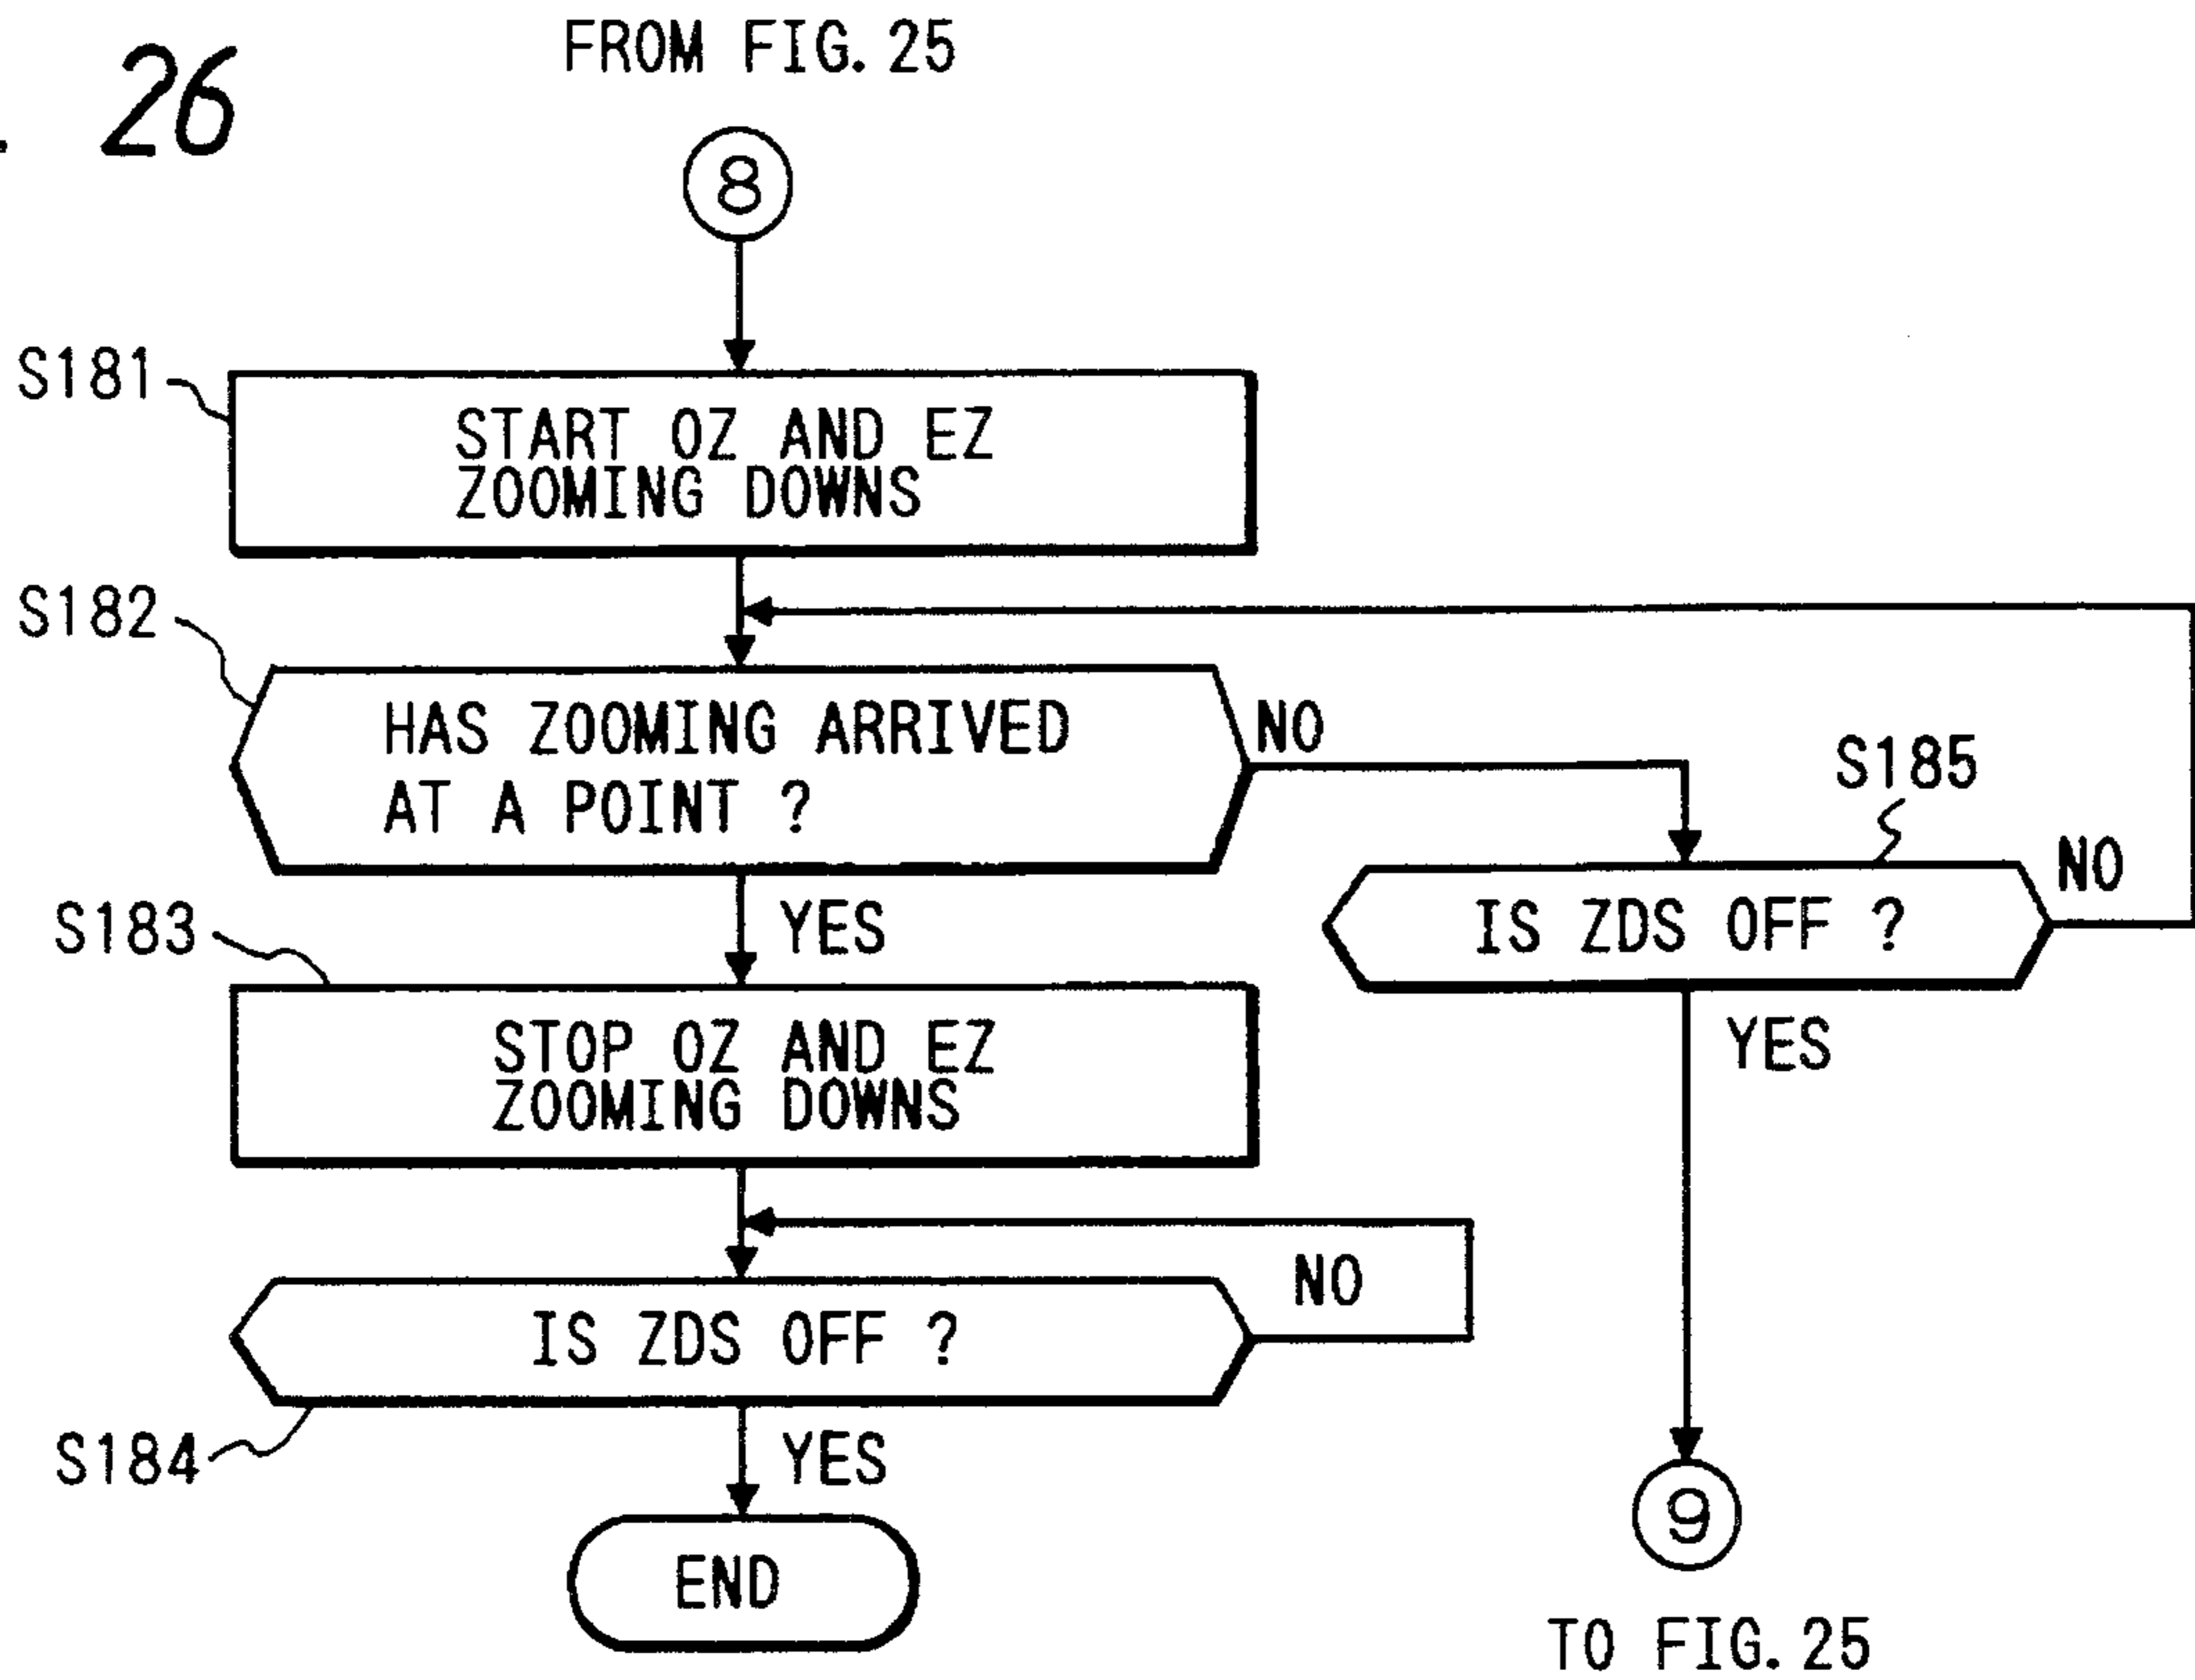 . 26
FROM FIG. 25
8
S181
START OZ AND EZ
ZOOMING DOWNS
S182
HAS ZOOMING ARRIVED
AT A POINT ?
NO
S185
IS ZDS OFF ?
NO
YES
S183
YES
STOP OZ AND EZ
ZOOMING DOWNS
NO
IS ZDS OFF ?
S184
YES
END
9
TO FIG. 25